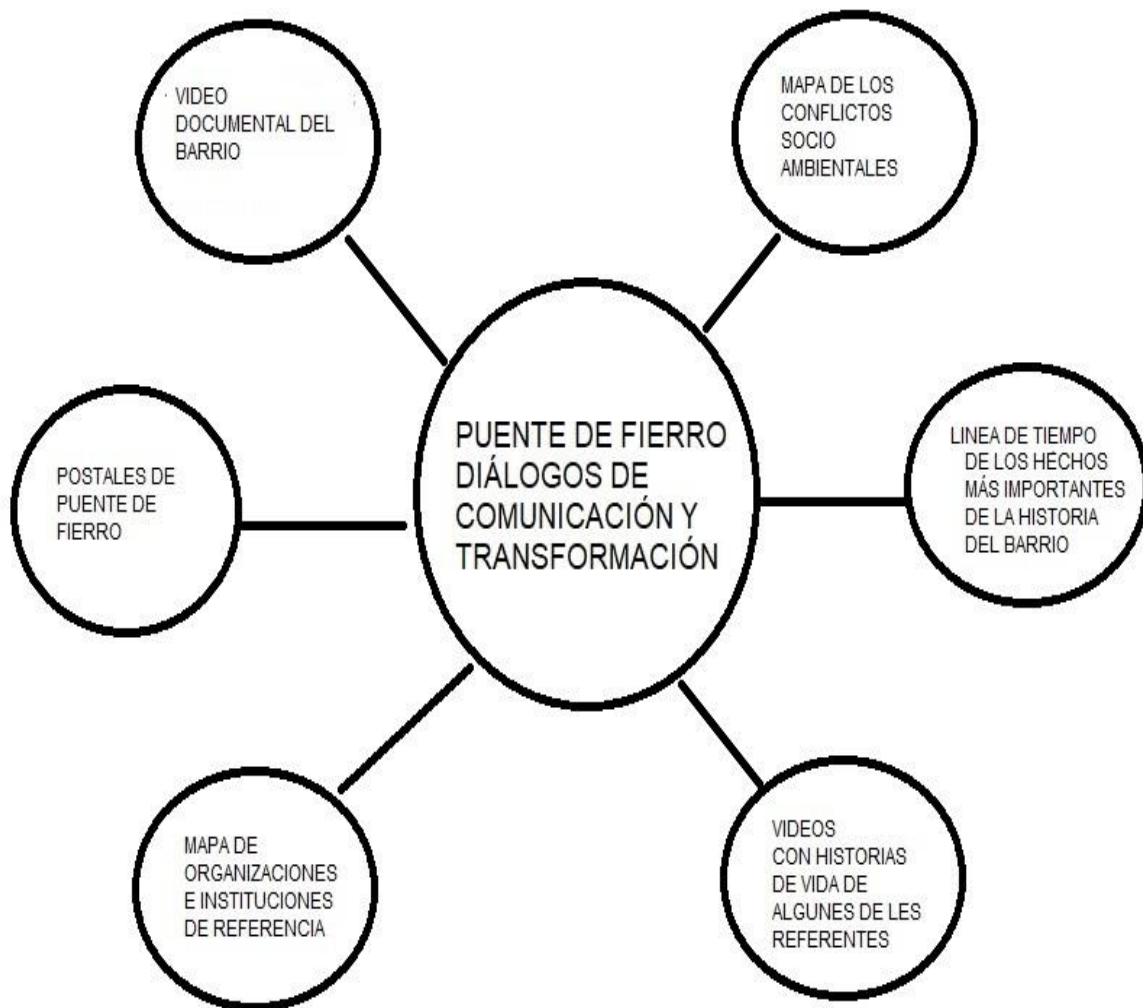 VIDEO
DOCUMENTAL DEL
BARRIO
MAPA DE LOS
CONFLICTOS
SOCIO
AMBIENTALES
PUENTE DE FIERRO
DIÁLOGOS DE
COMUNICACIÓN Y
TRANSFORMACIÓN
POSTALES DE
PUENTE DE
FIERRO
LINEA DE TIEMPO
DE LOS HECHOS
MÁS IMPORTANTES
DE LA HISTORIA
DEL BARRIO
MAPA DE
ORGANIZACIONES
E INSTITUCIONES
DE REFERENCIA
VIDEOS
CON HISTORIAS
DE VIDA DE
ALGUNES DE LES
REFERENTES